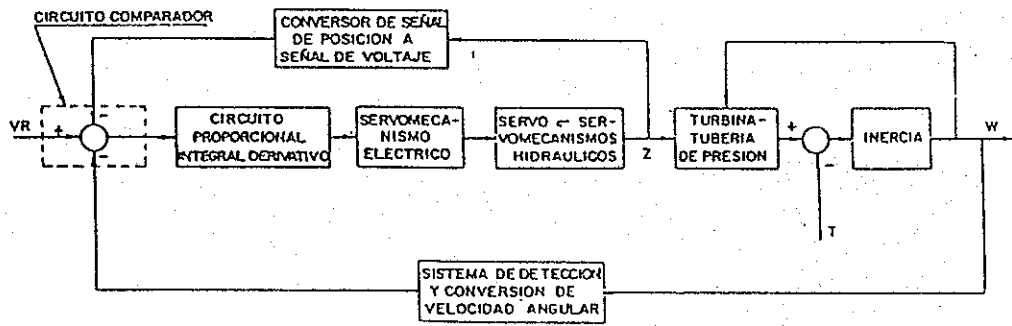 CIRCUITO COMPARADOR
CONVERSOR DE SEÑAL
DE POSICION A
SEÑAL DE VOLTAJE
VR
+
-
-
CIRCUITO
PROPORCIONAL
INTEGRAL DERIVATIVO
SERVOMECA-
NISMO
ELECTRICO
SERVO - SER-
VOMECANISMOS
HIDRAULICOS
Z
TURBINA-
TUBERIA
DE PRESION
+
-
T
INERCIA
W
SISTEMA DE DETECCION
Y CONVERSION DE
VELOCIDAD ANGULAR